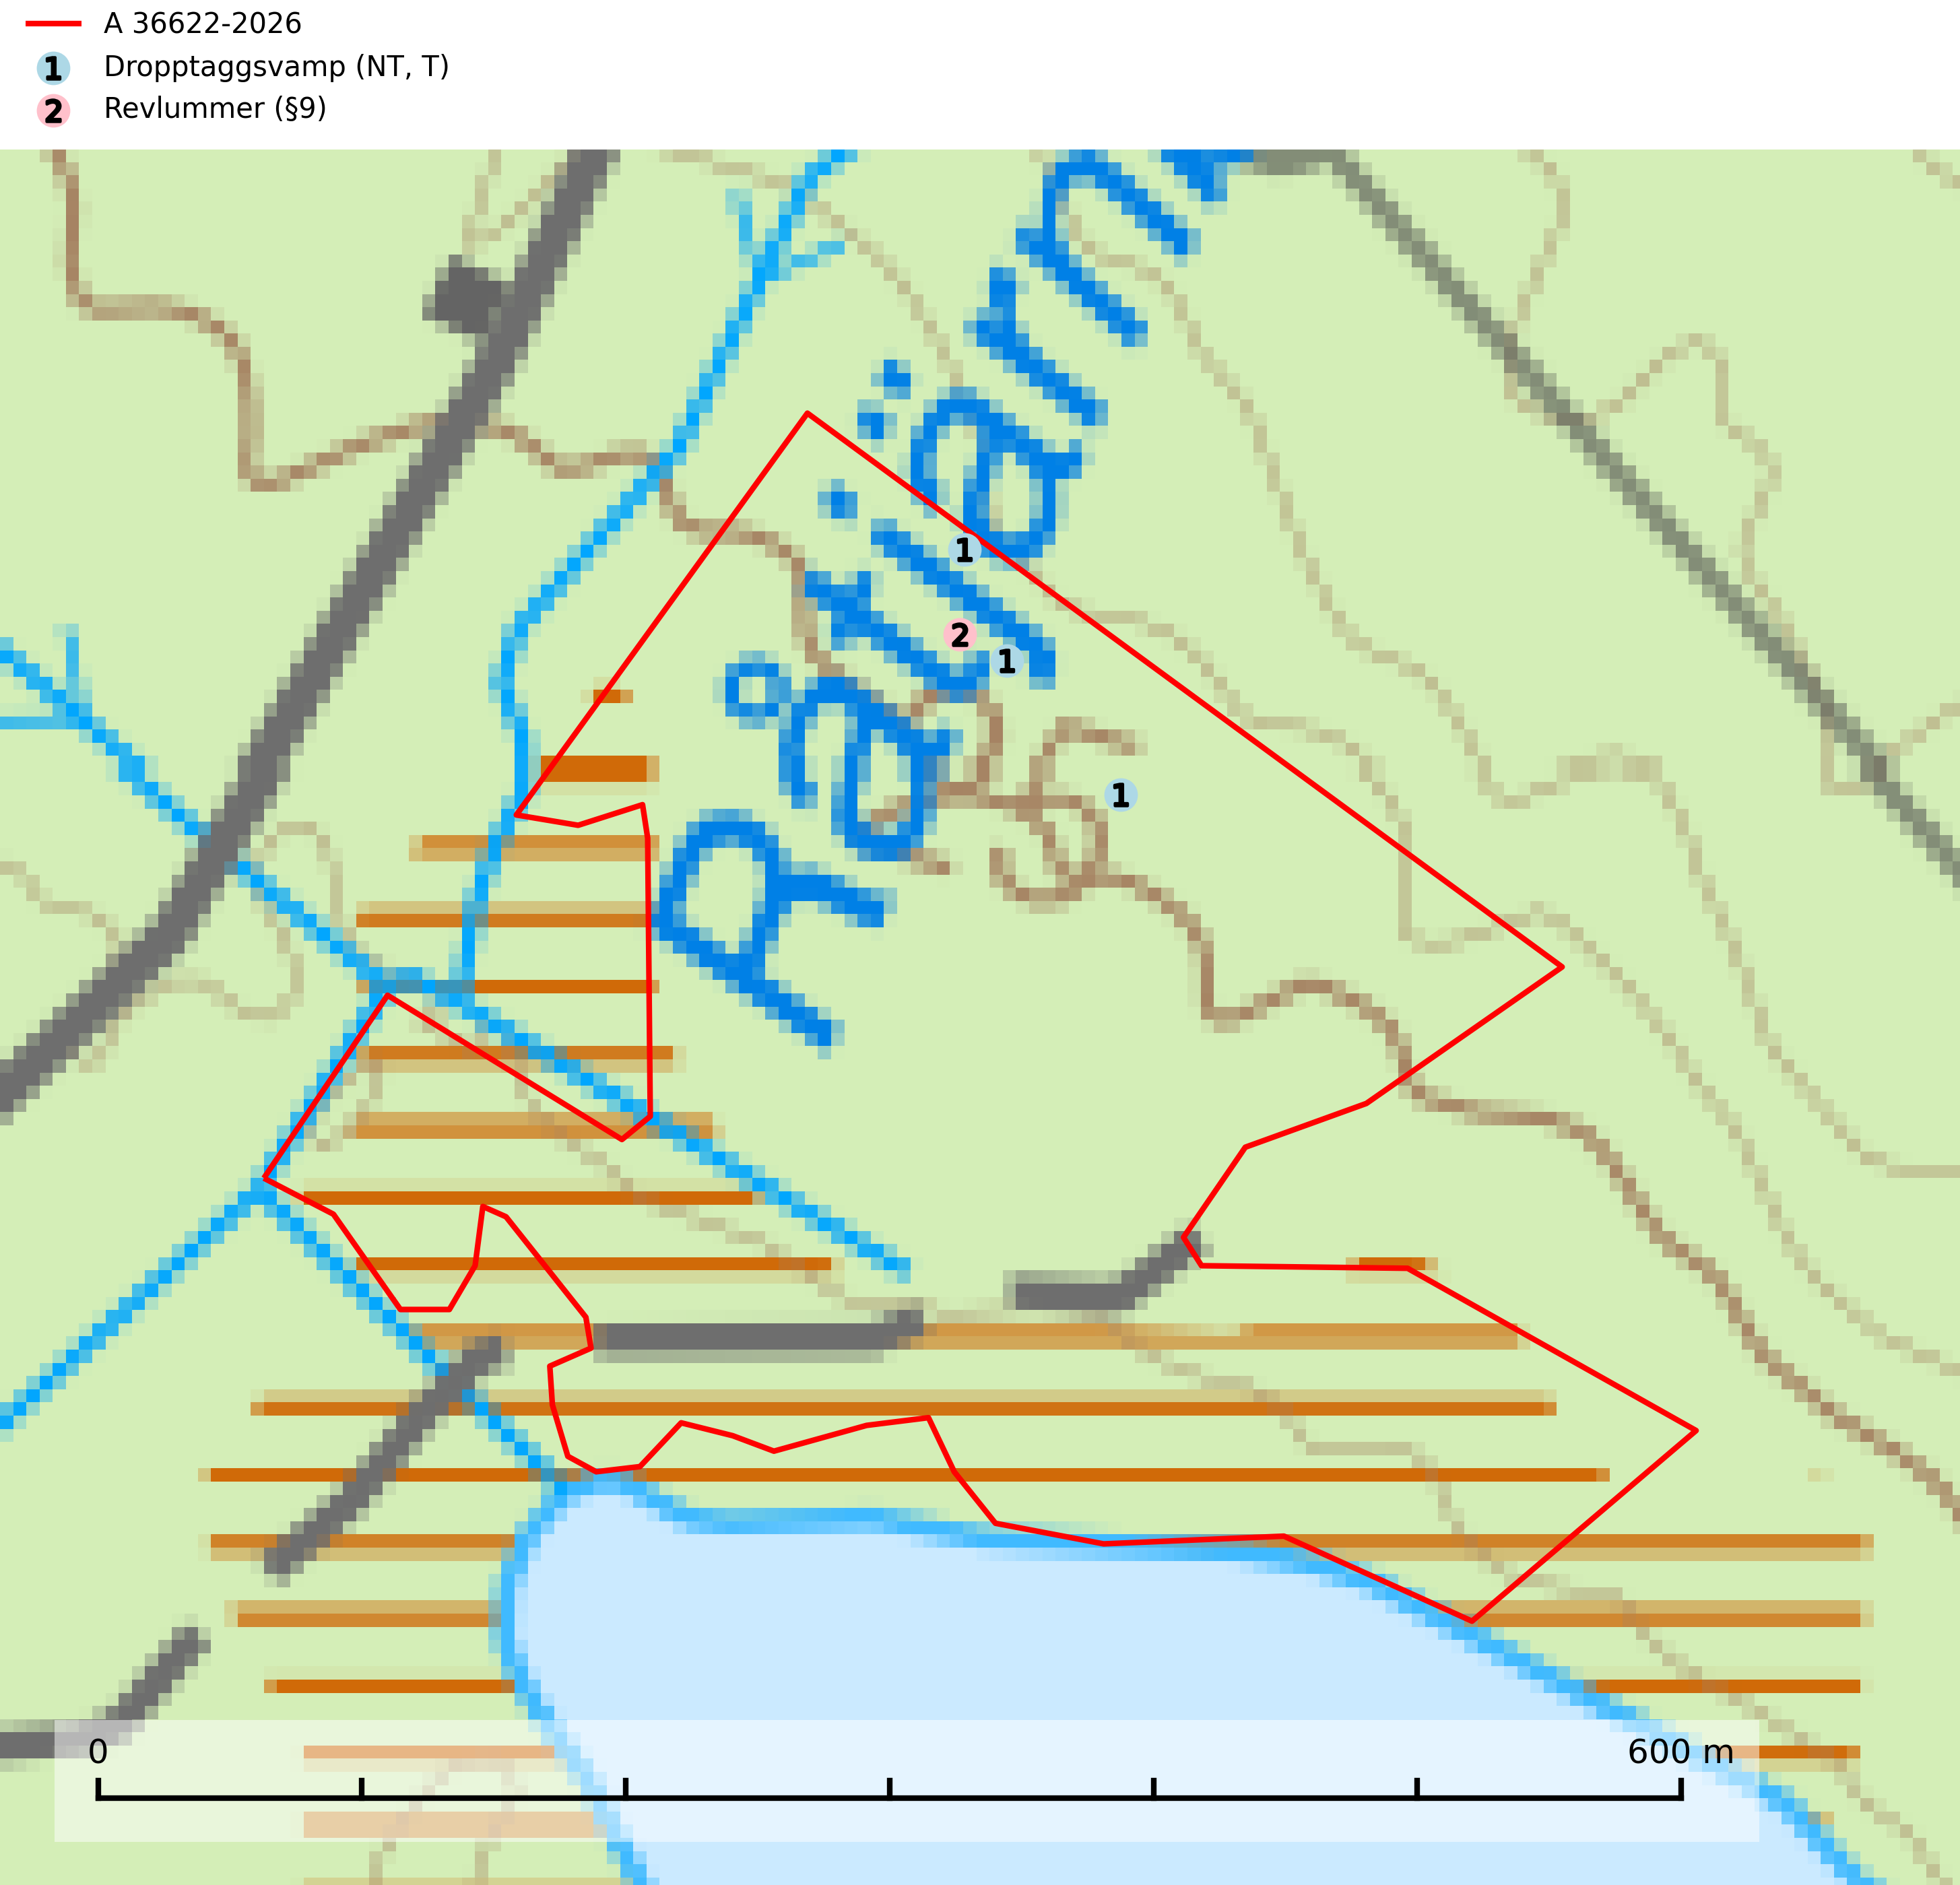 A 36622-2026
1 Dropptaggsvamp (NT, T)
2 Revlummer (§9)
1
2
1
1
0 600 m